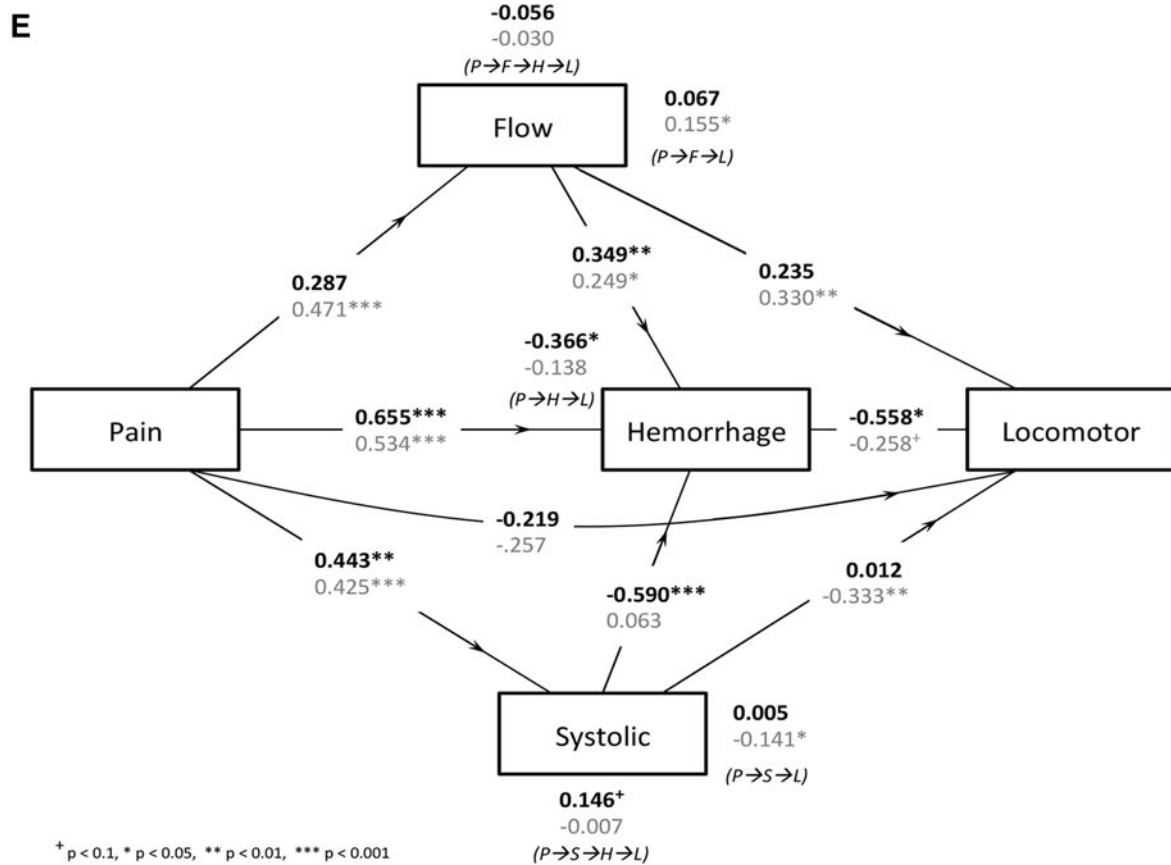 E
-0.056
-0.030
(P→F→H→L)
Flow
0.067
0.155*
(P→F→L)
0.287
0.471***
0.349**
0.249*
0.235
0.330**
-0.366*
-0.138
(P→H→L)
Pain
0.655***
0.534***
Hemorrhage
-0.558*
-0.258+
Locomotor
-0.219
-.257
0.443**
0.425***
-0.590***
0.063
0.012
-0.333**
Systolic
0.005
-0.141*
(P→S→L)
0.146+
-0.007
(P→S→H→L)
+ p < 0.1, * p < 0.05, ** p < 0.01, *** p < 0.001